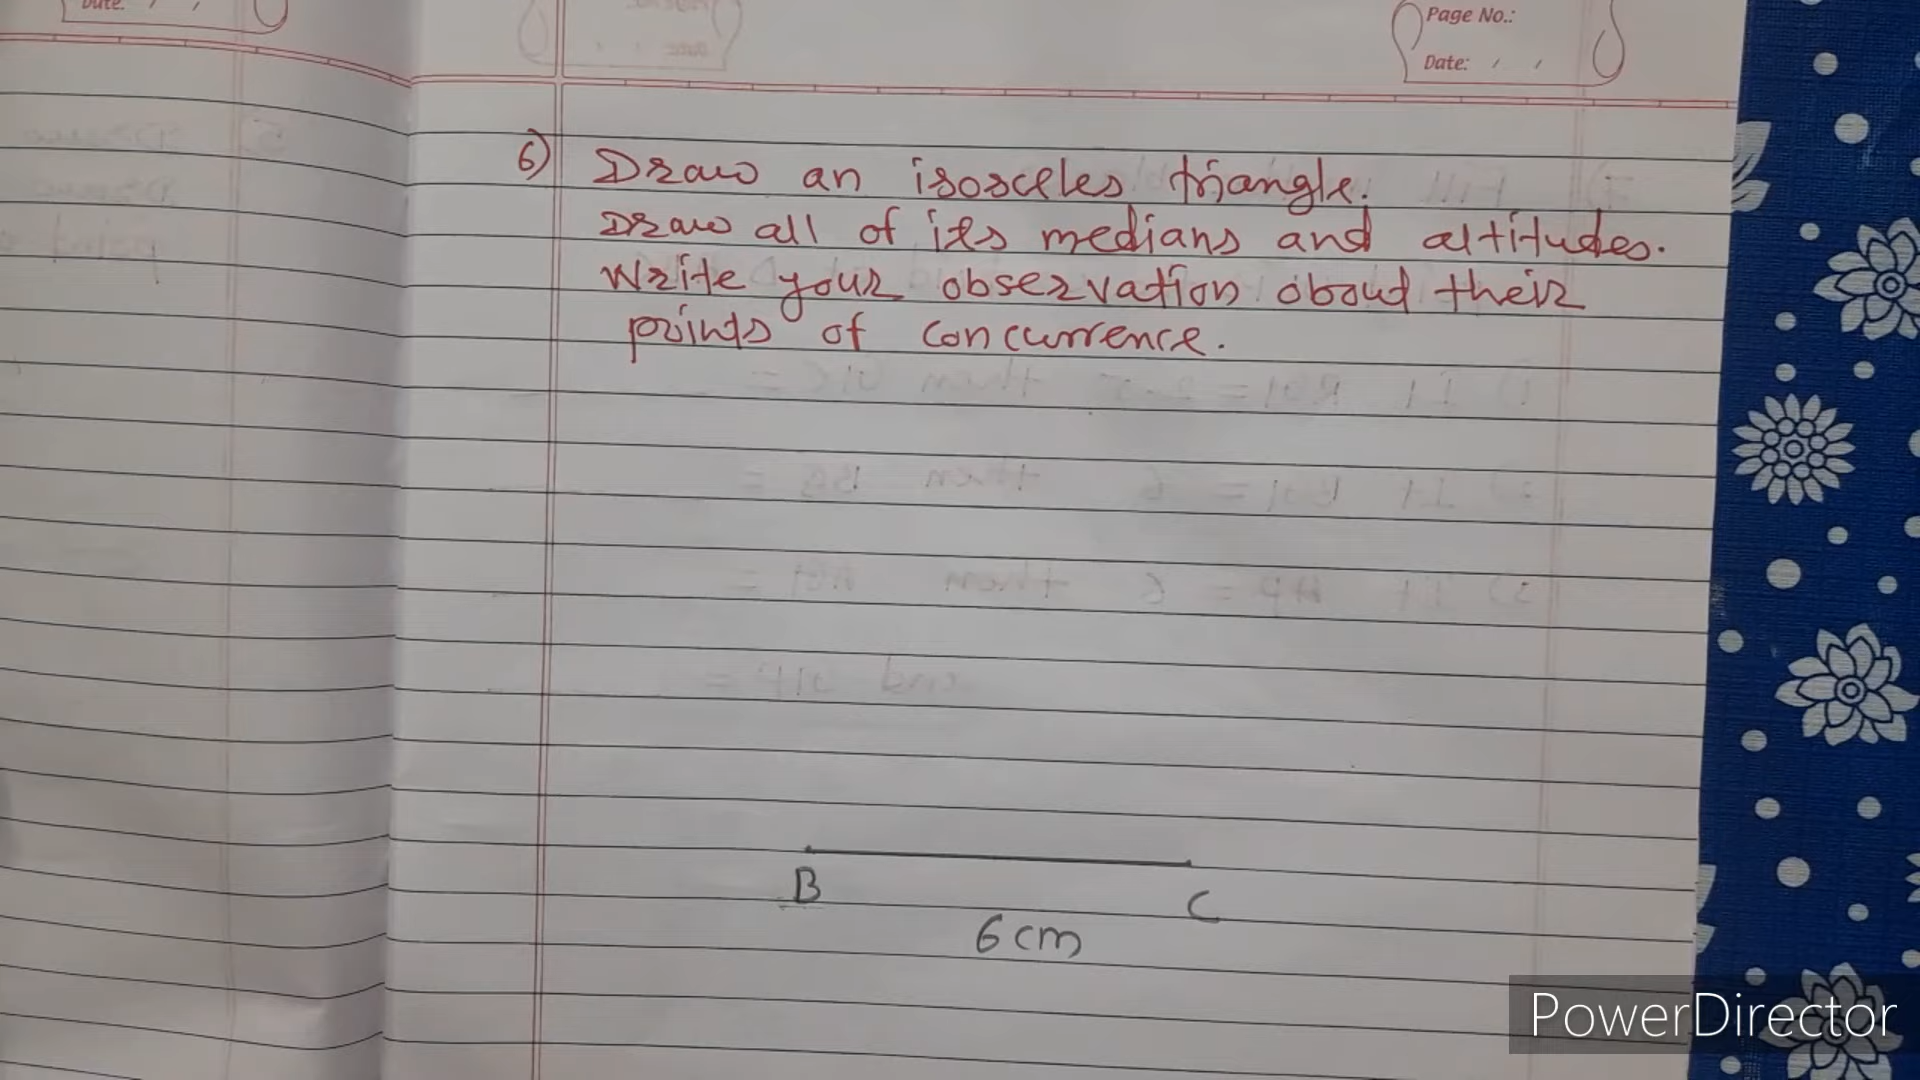 Date: / /
Page No.:
Date: / /
6) Draw an isosceles triangle.
Draw all of its medians and altitudes.
Write your observation about their
points of concurrence.
B
C
6 cm
PowerDirector